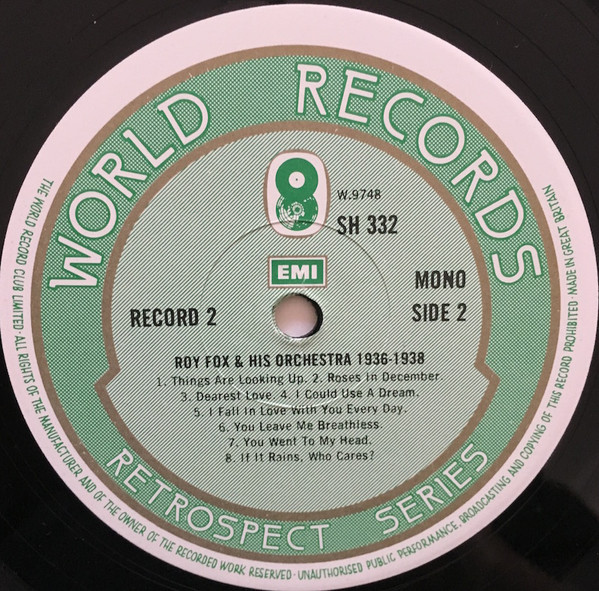 WORLD RECORDS
W.9748
SH 332
EMI
MONO
RECORD 2
SIDE 2
ROY FOX & HIS ORCHESTRA 1936-1938
1. Things Are Looking Up. 2. Roses In December.
3. Dearest Love. 4. I Could Use A Dream.
5. I Fall In Love With You Every Day.
6. You Leave Me Breathless.
7. You Went To My Head.
8. If It Rains, Who Cares?
RETROSPECT SERIES
THE WORLD RECORD CLUB LIMITED · ALL RIGHTS OF THE MANUFACTURER AND OF THE OWNER OF THE RECORDED WORK RESERVED · UNAUTHORISED PUBLIC PERFORMANCE, BROADCASTING AND COPYING OF THIS RECORD PROHIBITED · MADE IN GREAT BRITAIN